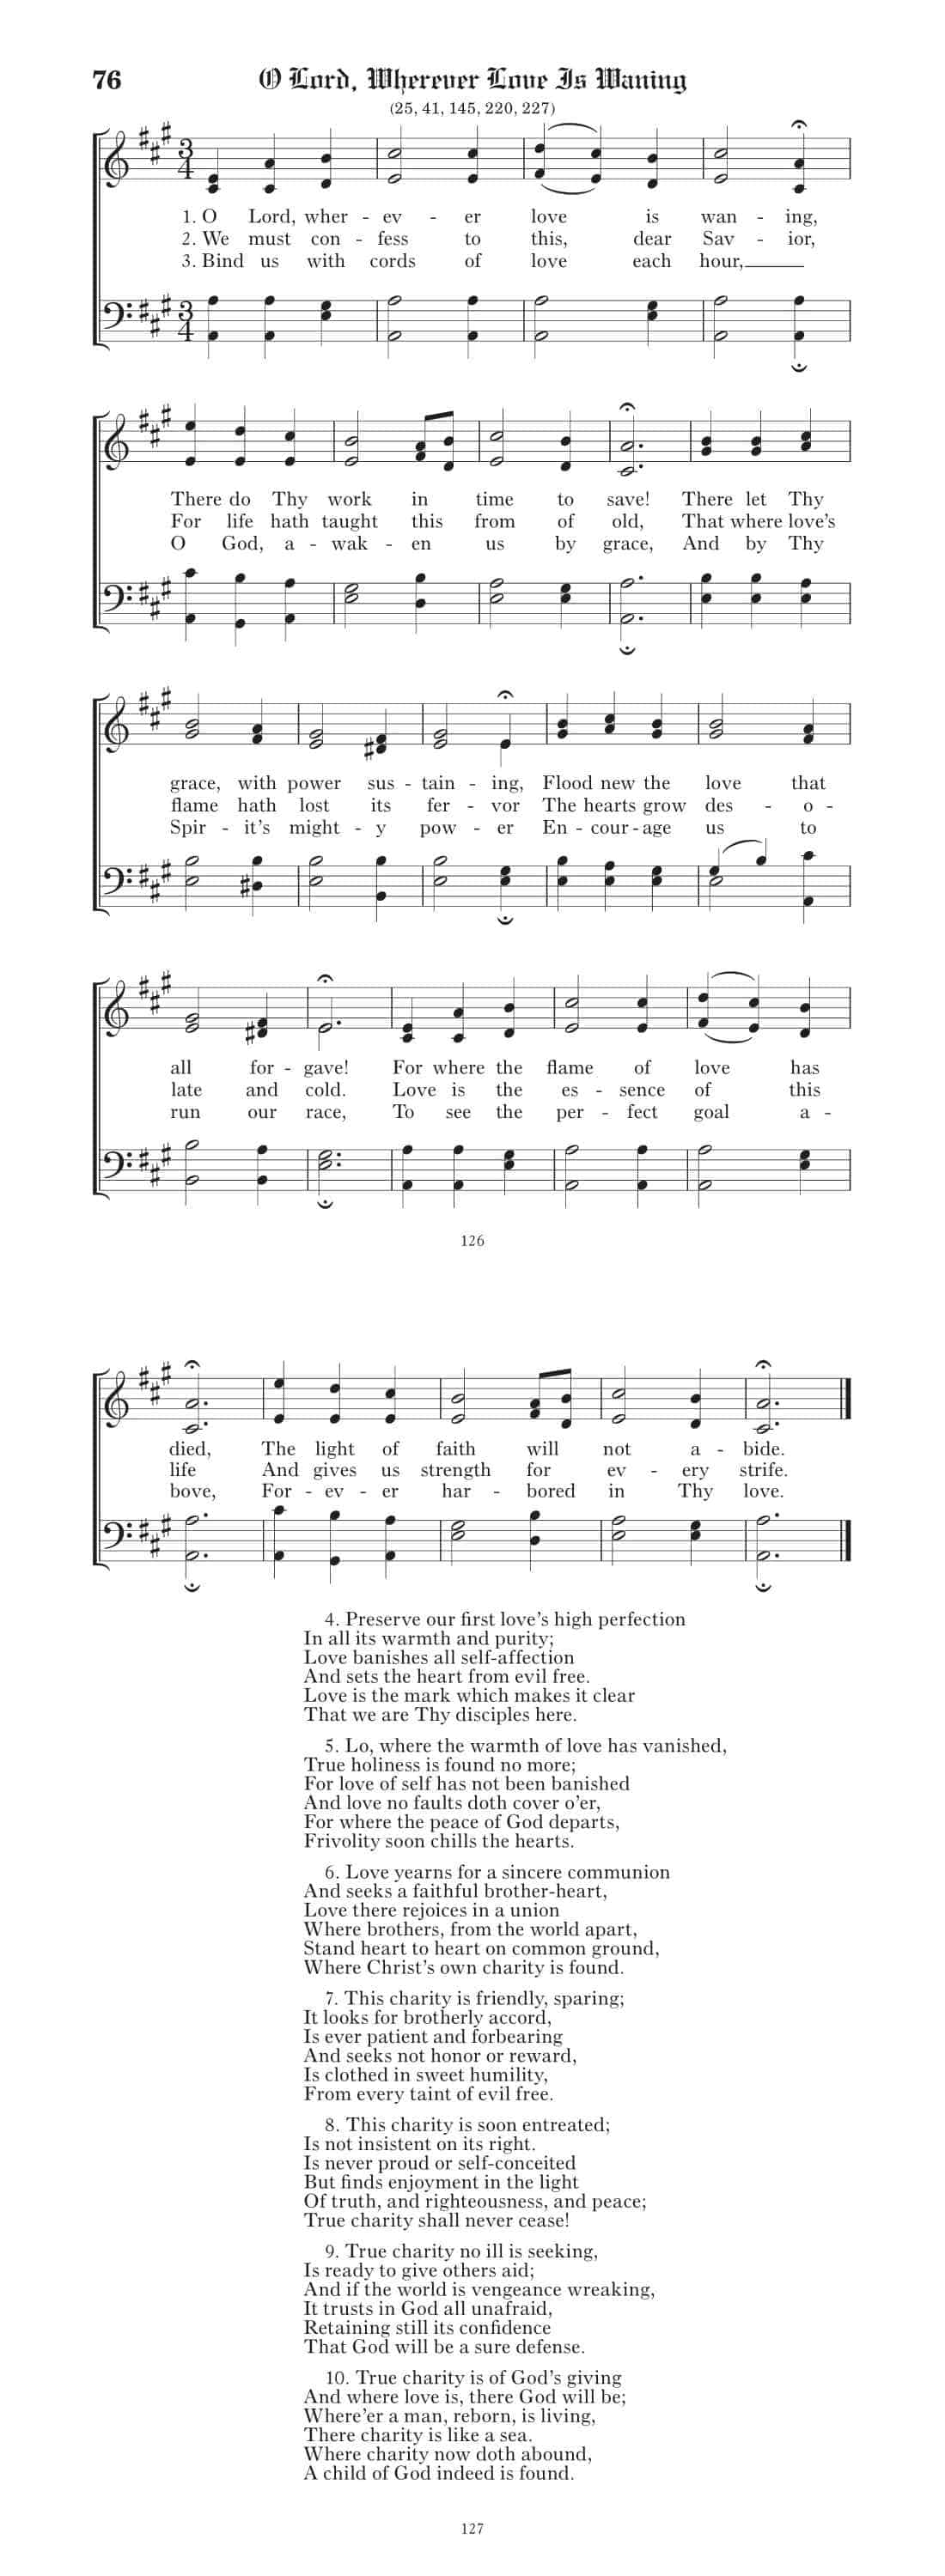 76 O Lord, Wherever Love Is Waning
(25, 41, 145, 220, 227)
3 4
1. O Lord, wher - ev - er love is wan - ing,
2. We must con - fess to this, dear Sav - ior,
3. Bind us with cords of love each hour,
3 4
There do Thy work in time to save! There let Thy
For life hath taught this from of old, That where love's
O God, a - wak - en us by grace, And by Thy
grace, with power sus - tain - ing, Flood new the love that
flame hath lost its fer - vor The hearts grow des - o -
Spir - it's might - y pow - er En - cour - age us to
all for - gave! For where the flame of love has
late and cold. Love is the es - sence of this
run our race, To see the per - fect goal a -
126
died, The light of faith will not a - bide.
life And gives us strength for ev - ery strife.
bove, For - ev - er har - bored in Thy love.
4. Preserve our first love's high perfection
In all its warmth and purity;
Love banishes all self-affection
And sets the heart from evil free.
Love is the mark which makes it clear
That we are Thy disciples here.
5. Lo, where the warmth of love has vanished,
True holiness is found no more;
For love of self has not been banished
And love no faults doth cover o'er,
For where the peace of God departs,
Frivolity soon chills the hearts.
6. Love yearns for a sincere communion
And seeks a faithful brother-heart,
Love there rejoices in a union
Where brothers, from the world apart,
Stand heart to heart on common ground,
Where Christ's own charity is found.
7. This charity is friendly, sparing;
It looks for brotherly accord,
Is ever patient and forbearing
And seeks not honor or reward,
Is clothed in sweet humility,
From every taint of evil free.
8. This charity is soon entreated;
Is not insistent on its right.
Is never proud or self-conceited
But finds enjoyment in the light
Of truth, and righteousness, and peace;
True charity shall never cease!
9. True charity no ill is seeking,
Is ready to give others aid;
And if the world is vengeance wreaking,
It trusts in God all unafraid,
Retaining still its confidence
That God will be a sure defense.
10. True charity is of God's giving
And where love is, there God will be;
Where'er a man, reborn, is living,
There charity is like a sea.
Where charity now doth abound,
A child of God indeed is found.
127